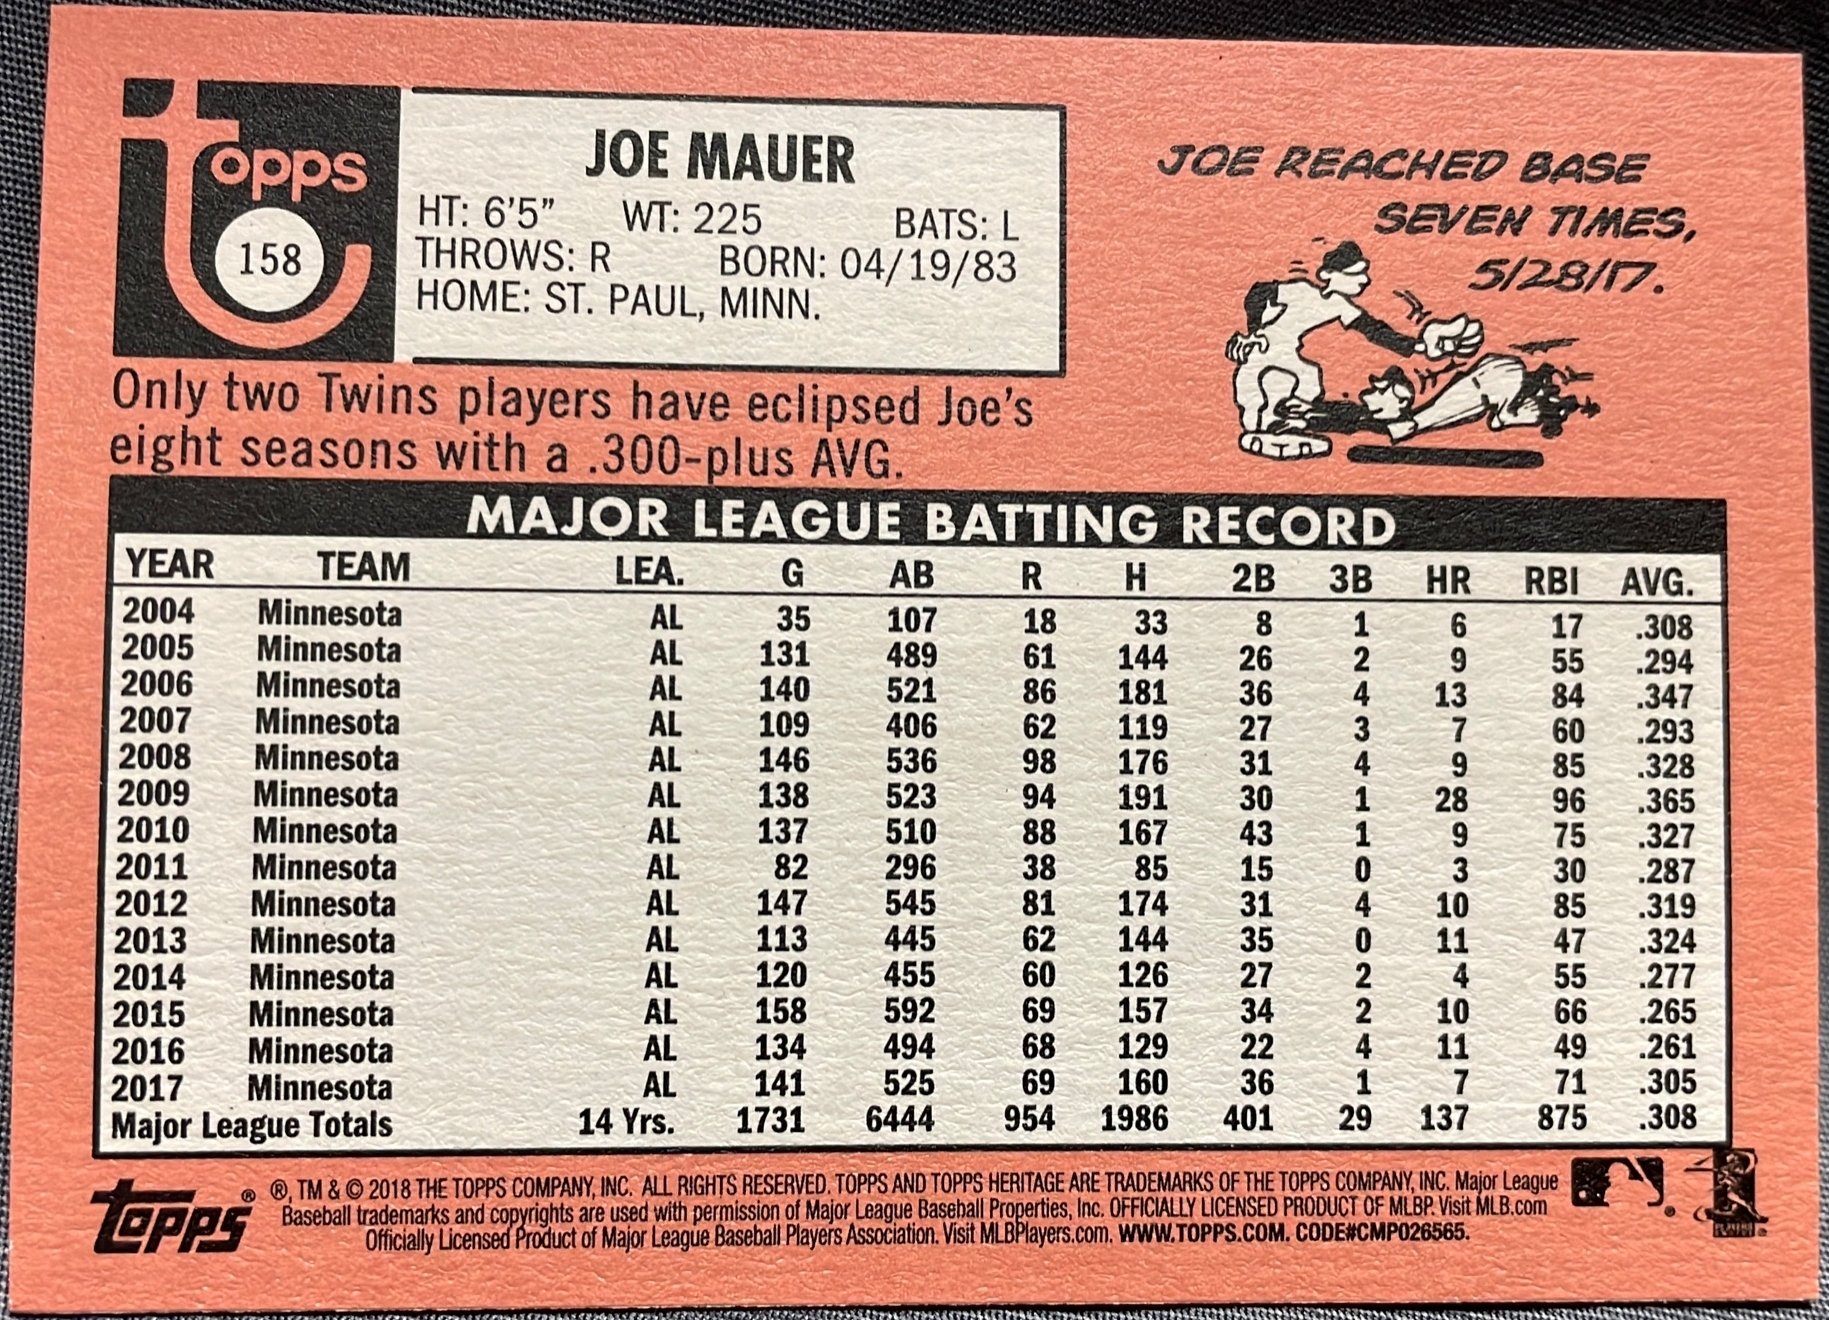 topps
158
JOE MAUER
HT: 6'5" WT: 225 BATS: L
THROWS: R BORN: 04/19/83
HOME: ST. PAUL, MINN.
JOE REACHED BASE
SEVEN TIMES,
5/28/17.
Only two Twins players have eclipsed Joe's
eight seasons with a .300-plus AVG.
MAJOR LEAGUE BATTING RECORD
YEAR TEAM LEA. G AB R H 2B 3B HR RBI AVG.
2004 Minnesota AL 35 107 18 33 8 1 6 17 .308
2005 Minnesota AL 131 489 61 144 26 2 9 55 .294
2006 Minnesota AL 140 521 86 181 36 4 13 84 .347
2007 Minnesota AL 109 406 62 119 27 3 7 60 .293
2008 Minnesota AL 146 536 98 176 31 4 9 85 .328
2009 Minnesota AL 138 523 94 191 30 1 28 96 .365
2010 Minnesota AL 137 510 88 167 43 1 9 75 .327
2011 Minnesota AL 82 296 38 85 15 0 3 30 .287
2012 Minnesota AL 147 545 81 174 31 4 10 85 .319
2013 Minnesota AL 113 445 62 144 35 0 11 47 .324
2014 Minnesota AL 120 455 60 126 27 2 4 55 .277
2015 Minnesota AL 158 592 69 157 34 2 10 66 .265
2016 Minnesota AL 134 494 68 129 22 4 11 49 .261
2017 Minnesota AL 141 525 69 160 36 1 7 71 .305
Major League Totals 14 Yrs. 1731 6444 954 1986 401 29 137 875 .308
topps® ®, TM & © 2018 THE TOPPS COMPANY, INC. ALL RIGHTS RESERVED. TOPPS AND TOPPS HERITAGE ARE TRADEMARKS OF THE TOPPS COMPANY, INC. Major League
Baseball trademarks and copyrights are used with permission of Major League Baseball Properties, Inc. OFFICIALLY LICENSED PRODUCT OF MLBP. Visit MLB.com
Officially Licensed Product of Major League Baseball Players Association. Visit MLBPlayers.com. WWW.TOPPS.COM. CODE#CMP026565.